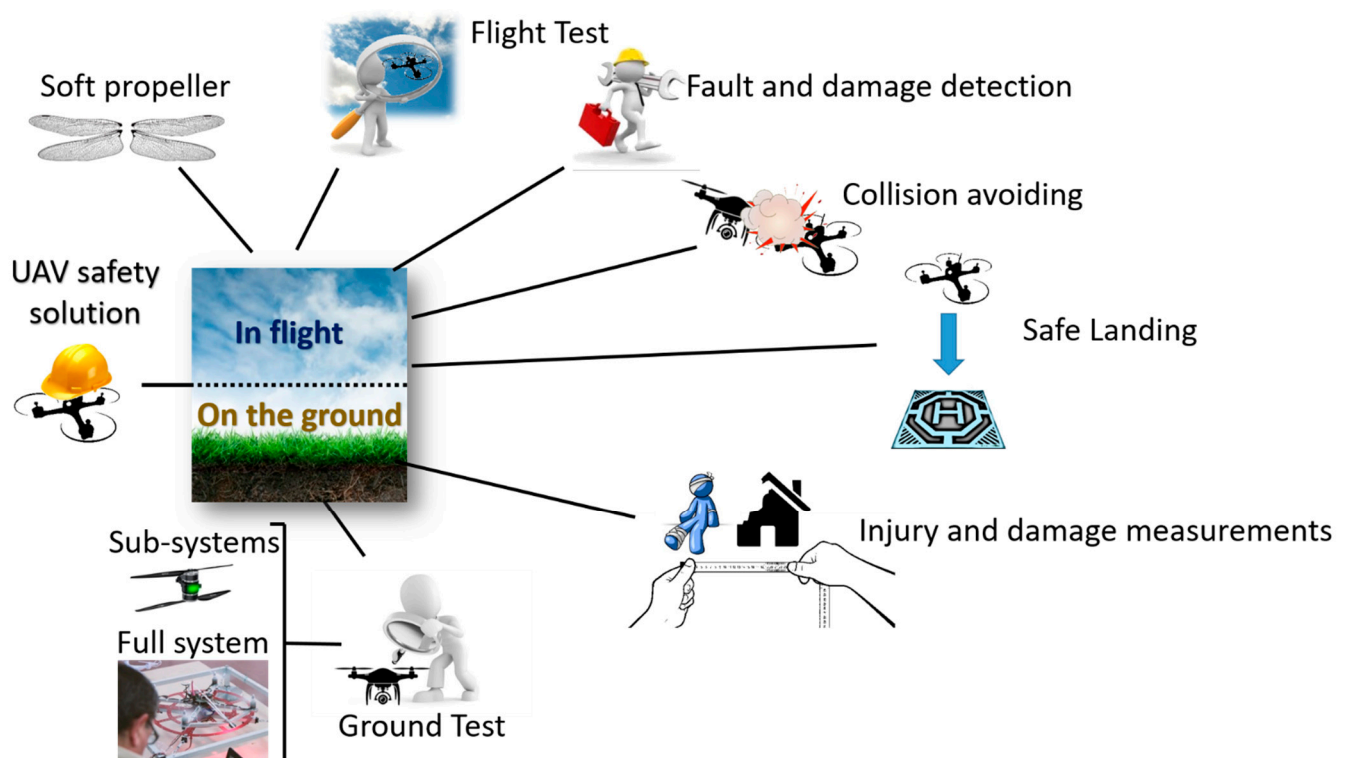 Flight Test
Soft propeller
Fault and damage detection
Collision avoiding
UAV safety
solution
In flight
Safe Landing
On the ground
H
Injury and damage measurements
Sub-systems
Full system
Ground Test